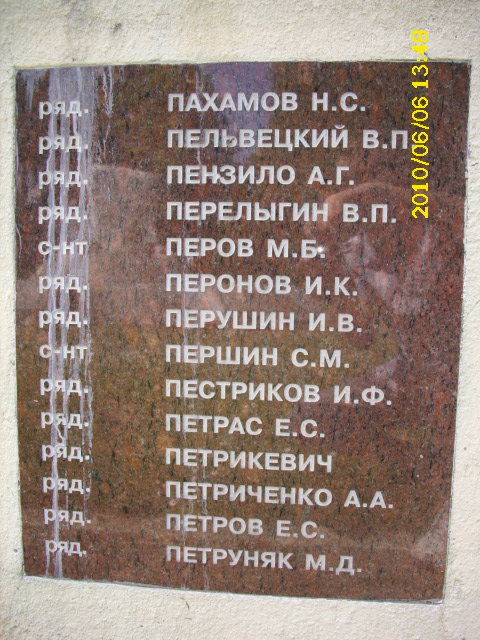 ряд. ПАХАМОВ Н.С.
ряд. ПЕЛЬВЕЦКИЙ В.П.
ряд. ПЕНЗИЛО А.Г.
ряд. ПЕРЕЛЫГИН В.П.
с-нт ПЕРОВ М.Б.
ряд. ПЕРОНОВ И.К.
ряд. ПЕРУШИН И.В.
с-нт ПЕРШИН С.М.
ряд. ПЕСТРИКОВ И.Ф.
ряд. ПЕТРАС Е.С.
ряд. ПЕТРИКЕВИЧ
ряд. ПЕТРИЧЕНКО А.А.
ряд. ПЕТРОВ Е.С.
ряд. ПЕТРУНЯК М.Д.
2010/06/06 13:48